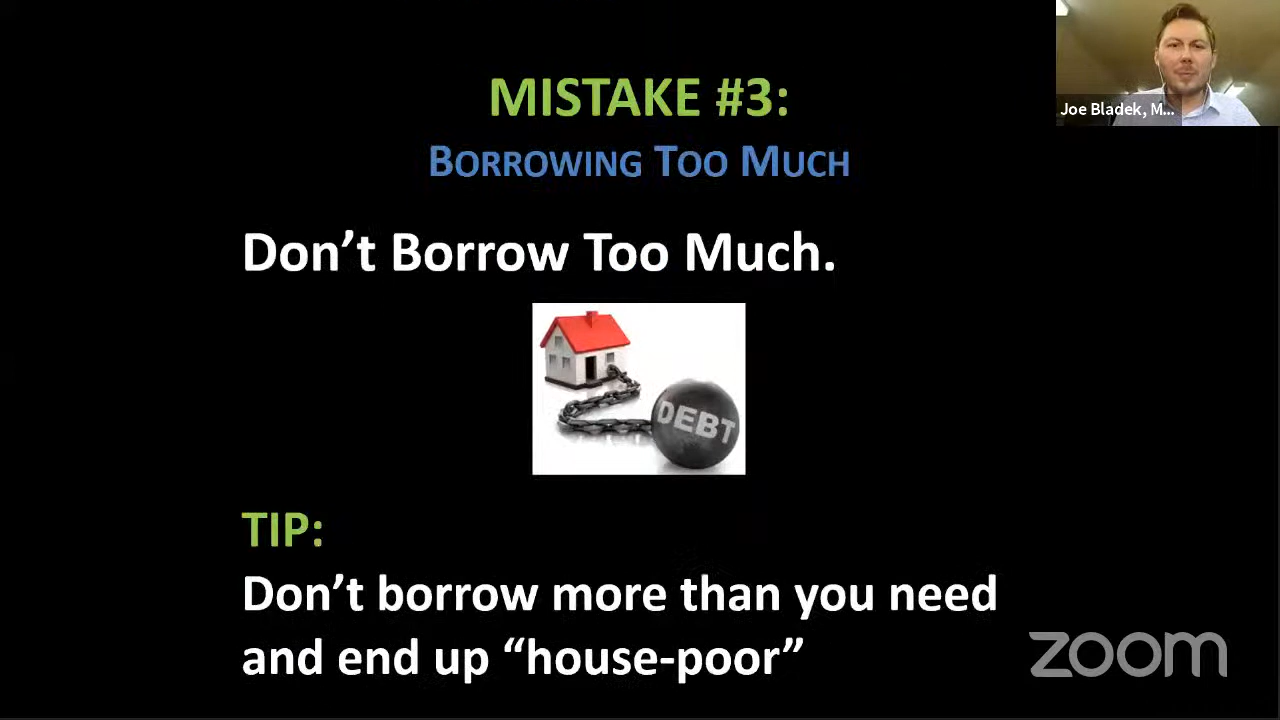 MISTAKE #3:
BORROWING TOO MUCH
Joe Bladek, M...
Don't Borrow Too Much.
DEBT
TIP:
Don't borrow more than you need
and end up “house-poor”
zoom